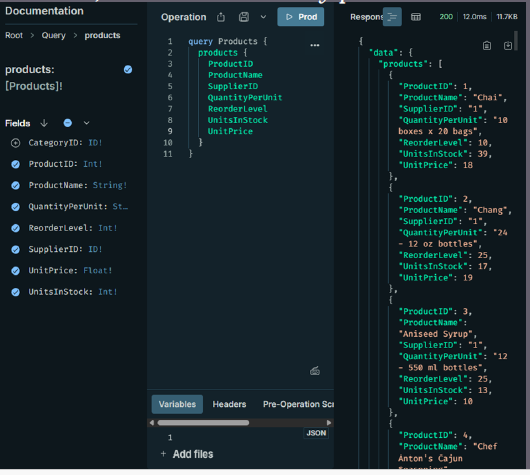 Documentation
Root > Query > products
products:
[Products]!
Fields
CategoryID: ID!
ProductID: Int!
ProductName: String!
QuantityPerUnit: St…
ReorderLevel: Int!
SupplierID: ID!
UnitPrice: Float!
UnitsInStock: Int!
Operation
Prod
1 query Products {
2 products {
3 ProductID
4 ProductName
5 SupplierID
6 QuantityPerUnit
7 ReorderLevel
8 UnitsInStock
9 UnitPrice
10 }
11 }
Variables Headers Pre-Operation Scr
1
JSON
+ Add files
Respons
200 | 12.0ms | 11.7KB
{
"data": {
"products": [
{
"ProductID": 1,
"ProductName": "Chai",
"SupplierID": "1",
"QuantityPerUnit": "10
boxes x 20 bags",
"ReorderLevel": 10,
"UnitsInStock": 39,
"UnitPrice": 18
},
{
"ProductID": 2,
"ProductName": "Chang",
"SupplierID": "1",
"QuantityPerUnit": "24
- 12 oz bottles",
"ReorderLevel": 25,
"UnitsInStock": 17,
"UnitPrice": 19
},
{
"ProductID": 3,
"ProductName":
"Aniseed Syrup",
"SupplierID": "1",
"QuantityPerUnit": "12
- 550 ml bottles",
"ReorderLevel": 25,
"UnitsInStock": 13,
"UnitPrice": 10
},
{
"ProductID": 4,
"ProductName": "Chef
Anton's Cajun